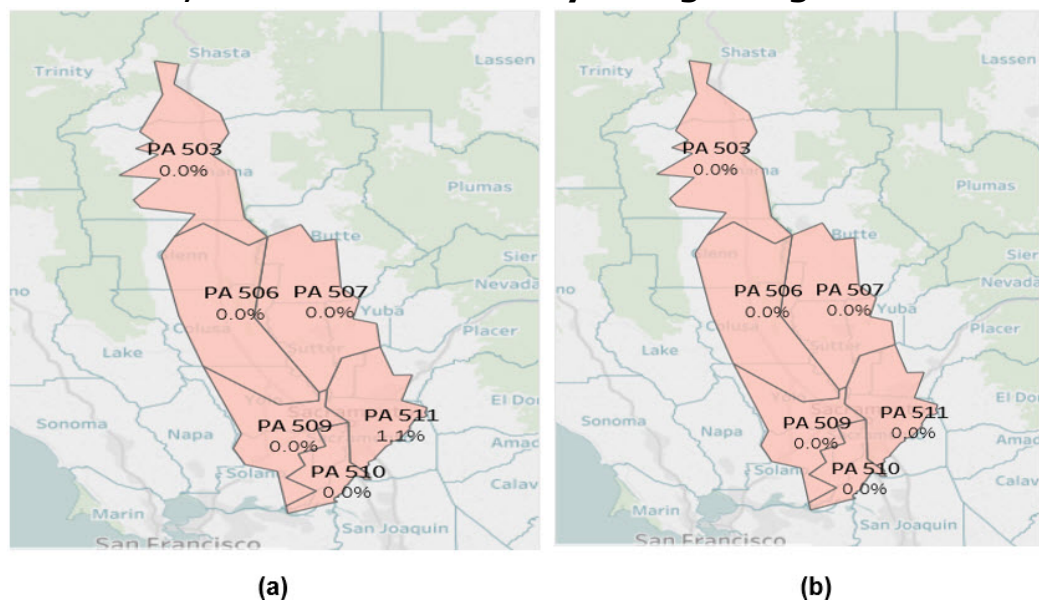 Shasta
Trinity
Lassen
PA 503
0.0%
Plumas
Butte
Glenn
Sier
PA 506
PA 507
Nevada
no
0.0%
0.0%
Yuba
Colusa
Placer
Lake
Sutter
El Do
PA 511
Sonoma
PA 509
1.1%
Napa
0.0%
Amad
PA 510
Solan
0.0%
Calav
Marin
San Joaquin
San Francisco
(a)
Shasta
Trinity
Lassen
PA 503
0.0%
Plumas
Butte
Glenn
Sier
PA 506
PA 507
Nevada
no
0.0%
0.0%
Yuba
Colusa
Placer
Lake
Sutter
El Do
PA 511
Sonoma
PA 509
0.0%
Napa
0.0%
Amac
PA 510
Solan
0.0%
Calav
Marin
San Joaquin
San Francisco
(b)